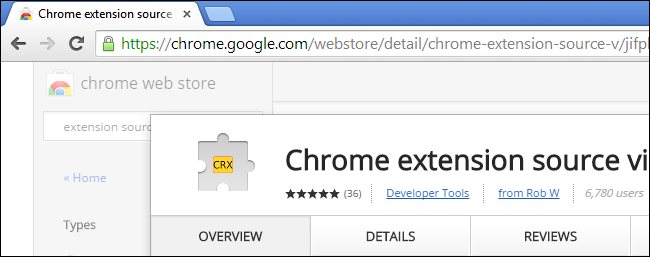 Chrome extension source
https://chrome.google.com/webstore/detail/chrome-extension-source-v/jifp
chrome web store
extension sourc
« Home
Types
CRX
Chrome extension source vi
(36)
Developer Tools
from Rob W
6,780 users
OVERVIEW
DETAILS
REVIEWS